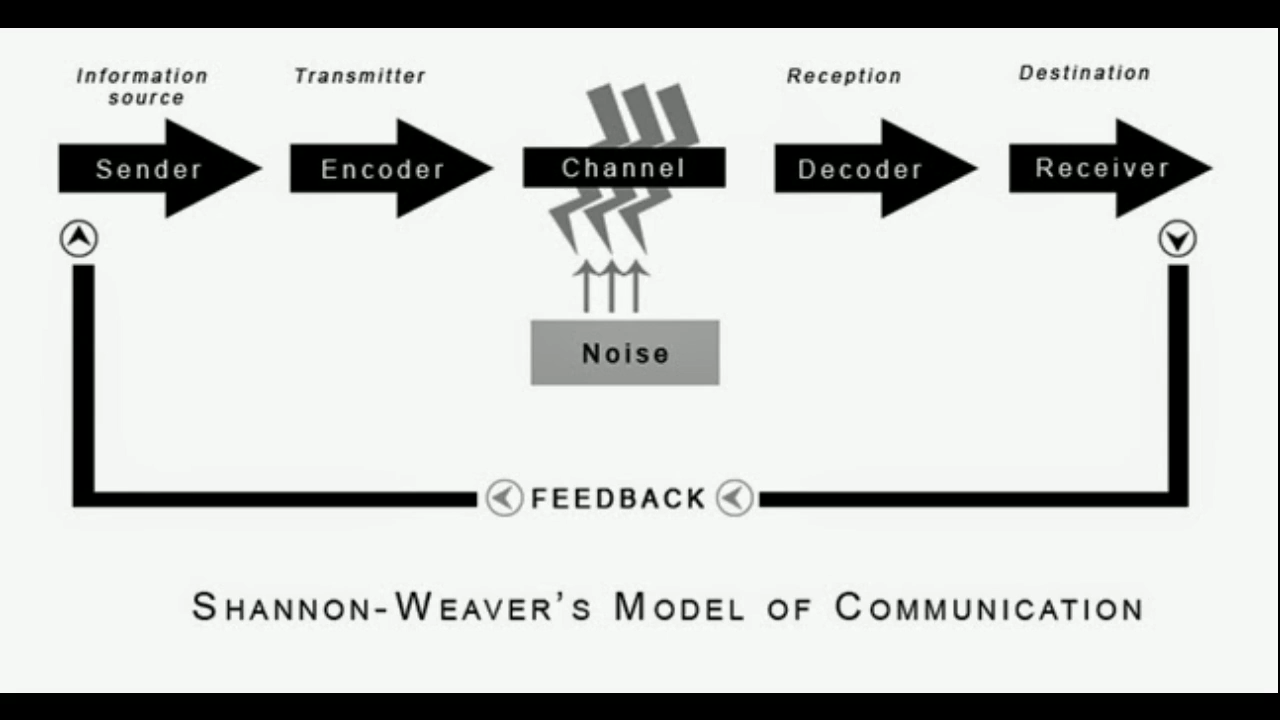 Information
source
Transmitter
Reception
Destination
Sender
Encoder
Channel
Decoder
Receiver
Noise
FEEDBACK
SHANNON-WEAVER'S MODEL OF COMMUNICATION